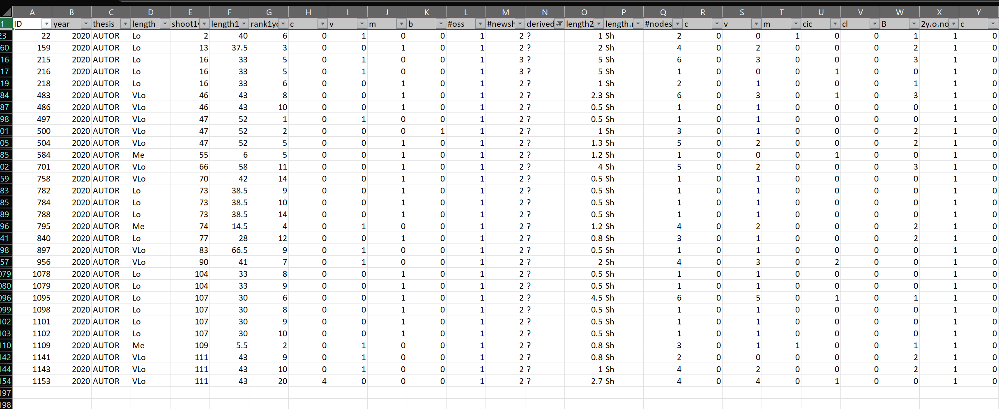 A B C D E F G H I J K L M N O P Q R S T U V W X Y
1 ID year thesis length shoot1y length1 rank1yo c v m b #oss #newsh derived length2 length.r #nodes c v m cic cl B 2y.o.no c
23 22 2020 AUTOR Lo 2 40 6 0 1 0 0 1 2 ? 1 Sh 2 0 0 1 0 0 1 1 0
60 159 2020 AUTOR Lo 13 37.5 3 0 0 1 0 1 2 ? 2 Sh 4 0 2 0 0 0 2 1 0
16 215 2020 AUTOR Lo 16 33 5 0 1 0 0 1 3 ? 5 Sh 6 0 3 0 0 0 3 1 0
17 216 2020 AUTOR Lo 16 33 5 0 1 0 0 1 3 ? 5 Sh 1 0 0 0 1 0 0 1 0
19 218 2020 AUTOR Lo 16 33 6 0 0 1 0 1 2 ? 1 Sh 2 0 1 0 0 0 1 1 0
84 483 2020 AUTOR VLo 46 43 8 0 0 1 0 1 2 ? 2.3 Sh 6 0 3 0 1 0 3 1 0
87 486 2020 AUTOR VLo 46 43 10 0 0 1 0 1 2 ? 0.5 Sh 1 0 1 0 0 0 0 1 0
98 497 2020 AUTOR VLo 47 52 1 0 1 0 0 1 2 ? 0.5 Sh 1 0 1 0 0 0 0 1 0
01 500 2020 AUTOR VLo 47 52 2 0 0 0 1 1 2 ? 1 Sh 3 0 1 0 0 0 2 1 0
05 504 2020 AUTOR VLo 47 52 5 0 0 1 0 1 2 ? 1.3 Sh 5 0 2 0 0 0 2 1 0
85 584 2020 AUTOR Me 55 6 5 0 0 1 0 1 2 ? 1.2 Sh 1 0 0 0 1 0 0 1 0
02 701 2020 AUTOR VLo 66 58 11 0 0 1 0 1 2 ? 4 Sh 5 0 2 0 0 0 3 1 0
59 758 2020 AUTOR VLo 70 42 14 0 0 1 0 1 2 ? 0.5 Sh 1 0 1 0 0 0 0 1 0
83 782 2020 AUTOR Lo 73 38.5 9 0 0 1 0 1 2 ? 0.5 Sh 1 0 1 0 0 0 0 1 0
85 784 2020 AUTOR Lo 73 38.5 10 0 0 1 0 1 2 ? 0.5 Sh 1 0 1 0 0 0 0 1 0
89 788 2020 AUTOR Lo 73 38.5 14 0 0 1 0 1 2 ? 0.5 Sh 1 0 1 0 0 0 0 1 0
96 795 2020 AUTOR Me 74 14.5 4 0 1 0 0 1 2 ? 1.2 Sh 4 0 2 0 0 0 2 1 0
41 840 2020 AUTOR Lo 77 28 12 0 0 1 0 1 2 ? 0.8 Sh 3 0 1 0 0 0 2 1 0
98 897 2020 AUTOR VLo 83 66.5 9 0 1 0 0 1 2 ? 0.5 Sh 1 0 1 0 0 0 0 1 0
57 956 2020 AUTOR VLo 90 41 7 0 1 0 0 1 2 ? 2 Sh 4 0 3 0 2 0 0 1 0
079 1078 2020 AUTOR Lo 104 33 8 0 0 1 0 1 2 ? 0.5 Sh 1 0 1 0 0 0 0 1 0
080 1079 2020 AUTOR Lo 104 33 9 0 0 1 0 1 2 ? 0.5 Sh 1 0 1 0 0 0 0 1 0
096 1095 2020 AUTOR Lo 107 30 6 0 0 1 0 1 2 ? 4.5 Sh 6 0 5 0 1 0 1 1 0
099 1098 2020 AUTOR Lo 107 30 8 0 0 1 0 1 2 ? 0.5 Sh 1 0 1 0 0 0 0 1 0
102 1101 2020 AUTOR Lo 107 30 9 0 0 1 0 1 2 ? 0.5 Sh 1 0 1 0 0 0 0 1 0
103 1102 2020 AUTOR Lo 107 30 10 0 0 1 0 1 2 ? 0.5 Sh 1 0 1 0 0 0 0 1 0
110 1109 2020 AUTOR Me 109 5.5 2 0 1 0 0 1 2 ? 0.8 Sh 3 0 1 1 0 0 1 1 0
142 1141 2020 AUTOR VLo 111 43 9 0 1 0 0 1 2 ? 0.8 Sh 2 0 0 0 0 0 2 1 0
144 1143 2020 AUTOR VLo 111 43 10 0 1 0 0 1 2 ? 1 Sh 4 0 2 0 0 0 2 1 0
154 1153 2020 AUTOR VLo 111 43 20 4 0 0 0 1 2 ? 2.7 Sh 4 0 4 0 1 0 0 1 0
197
198